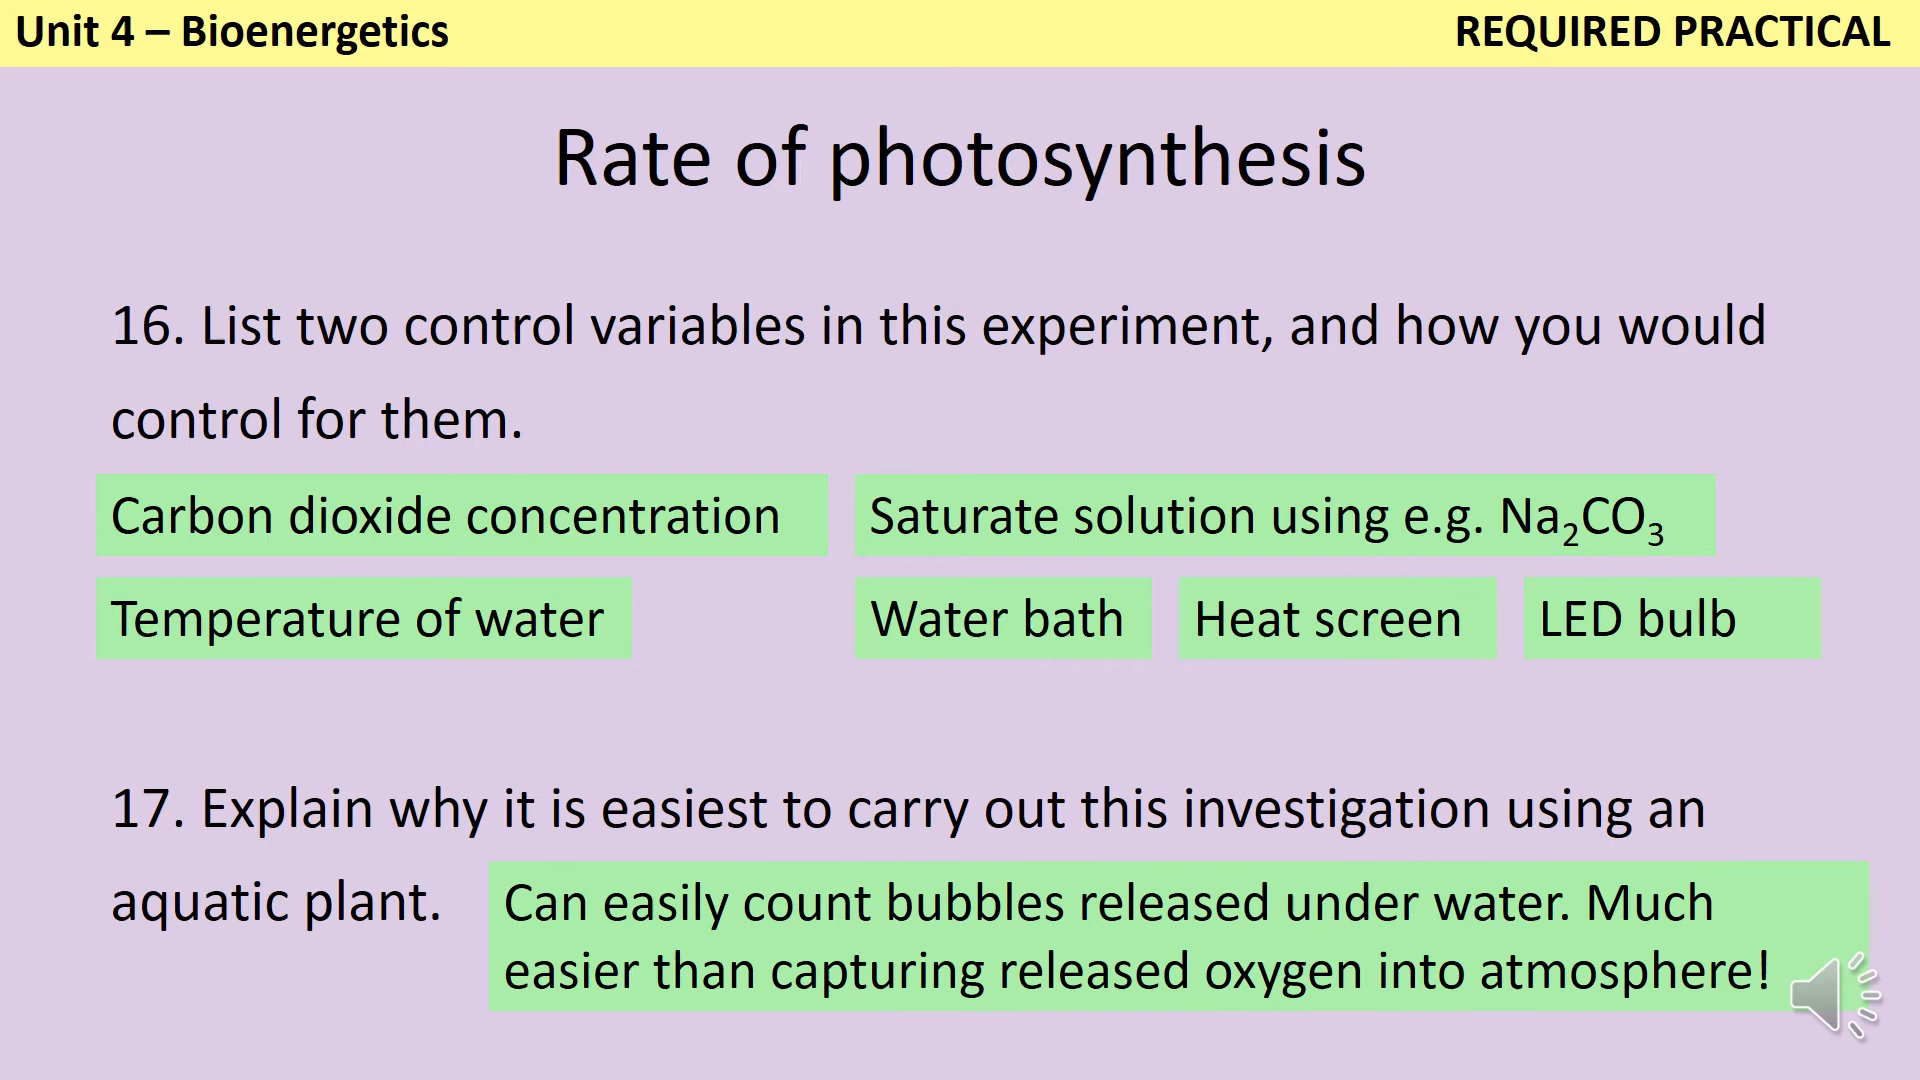 Unit 4 – Bioenergetics
REQUIRED PRACTICAL
Rate of photosynthesis
16. List two control variables in this experiment, and how you would
control for them.
Carbon dioxide concentration
Saturate solution using e.g. Na₂CO₃
Temperature of water
Water bath
Heat screen
LED bulb
17. Explain why it is easiest to carry out this investigation using an
aquatic plant.
Can easily count bubbles released under water. Much
easier than capturing released oxygen into atmosphere!